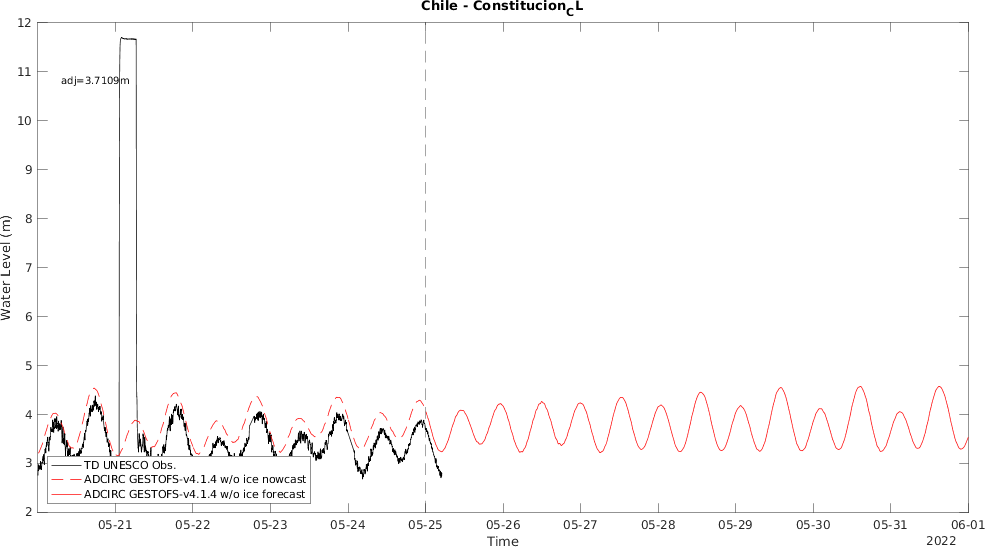 Chile - Constitucion_CL
12
11
10
9
8
7
6
5
4
3
2
Water Level (m)
adj=3.7109m
TD UNESCO Obs.
ADCIRC GESTOFS-v4.1.4 w/o ice nowcast
ADCIRC GESTOFS-v4.1.4 w/o ice forecast
05-21 05-22 05-23 05-24 05-25 05-26 05-27 05-28 05-29 05-30 05-31 06-01
Time
2022